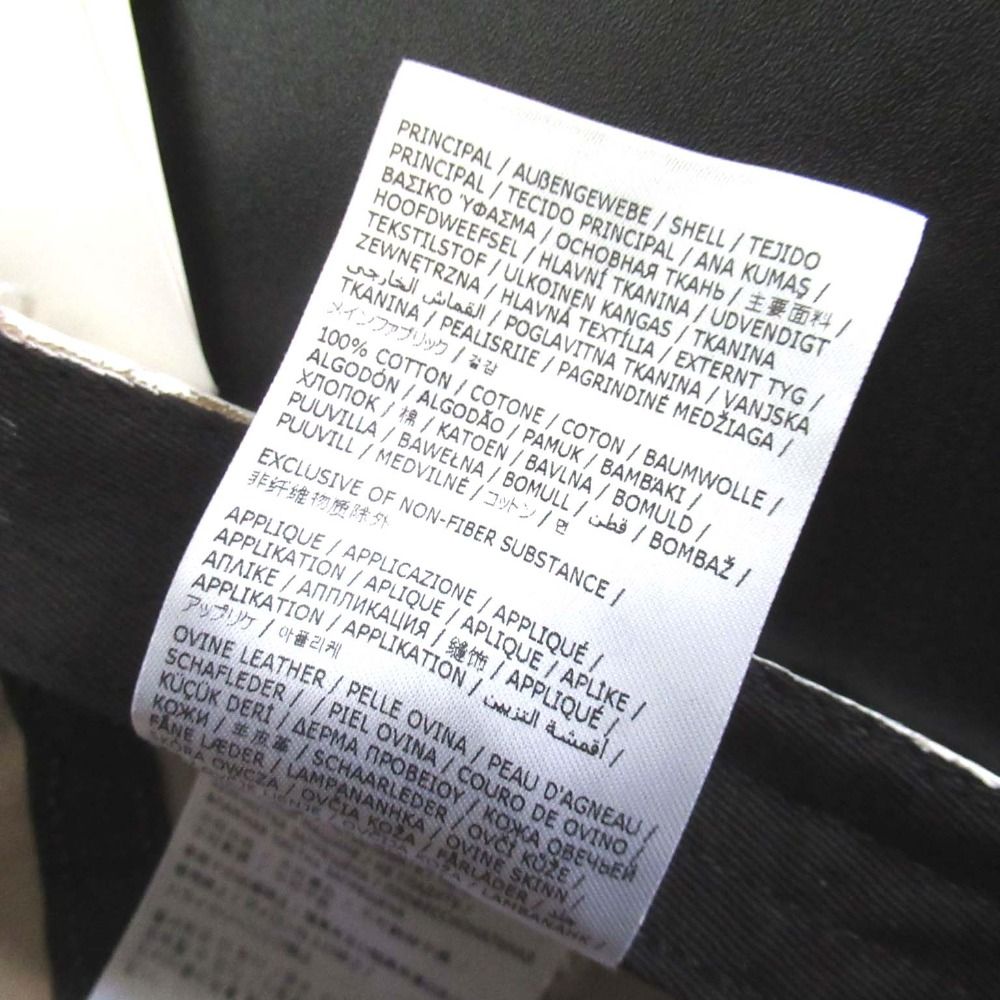 PRINCIPAL / AUßENGEWEBE / SHELL / TEJIDO
PRINCIPAL / TECIDO PRINCIPAL / ANA KUMAŞ /
ΒΑΣΙΚΟ ΎΦΑΣΜΑ / ОСНОВНАЯ ТКАНЬ / 主要面料 /
HOOFDWEEFSEL / HLAVNÍ TKANINA / UDVENDIGT
TEKSTILSTOF / ULKOINEN KANGAS / TKANINA
ZEWNĘTRZNA / HLAVNÁ TEXTÍLIA / EXTERNT TYG /
القماش الخارجي / POGLAVITNA TKANINA / VANJSKA
TKANINA / PEALISRIIE / PAGRINDINĖ MEDŽIAGA /
メインファブリック / 겉감
100% COTTON / COTONE / COTON / BAUMWOLLE /
ALGODÓN / ALGODÃO / PAMUK / ΒΑΜΒΆΚΙ /
ХЛОПОК / 棉 / KATOEN / BAVLNA / BOMULD /
PUUVILLA / BAWEŁNA / BOMULL / قطن / BOMBAŽ /
PUUVILL / MEDVILNĖ / コットン / 면
EXCLUSIVE OF NON-FIBER SUBSTANCE /
非纤维物质除外
APPLIQUE / APPLICAZIONE / APPLIQUÉ /
APPLIKATION / APLIQUE / APLIQUE / APLİKE /
ΑΠΛΙΚΕ / АППЛИКАЦИЯ / 缝饰 / APPLIQUÉ /
APPLIKATION / APPLIKATION / أقمشة التزيين /
アップリケ / 아플리케
OVINE LEATHER / PELLE OVINA / PEAU D'AGNEAU /
SCHAFLEDER / PIEL OVINA / COURO DE OVINO /
KÜÇÜK DERİ / ΔΕΡΜΑ ΠΡΟΒΕΙΟΥ / КОЖА ОВЕЧЬЕЙ
КОЖИ / 羊皮革 / SCHAARLEDER / OVČÍ KŮŽE /
FÅNE LÆDER / LAMPANNAHKA / OVINE SKINN /
OWCZA / OVČIA KOŽA / FÅRLÄDER /